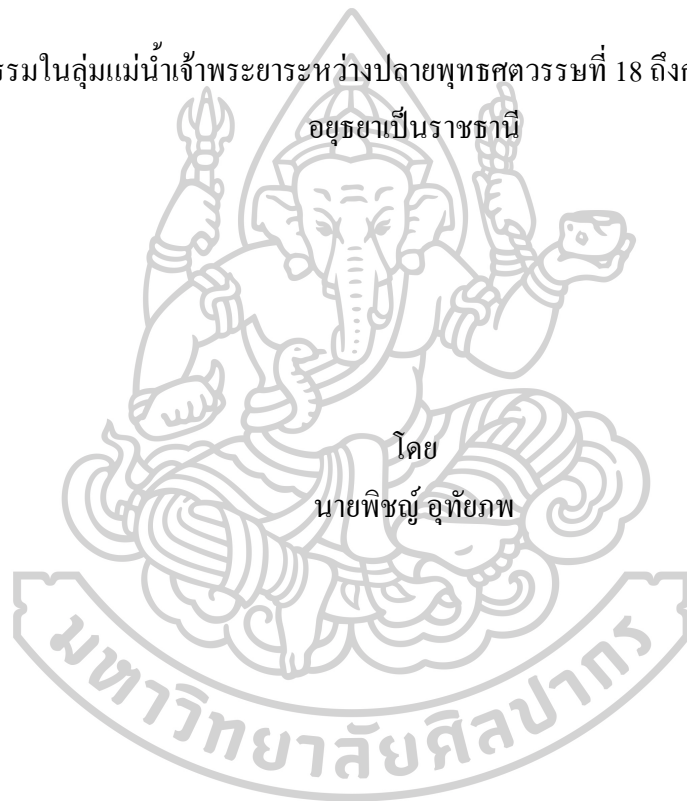 รรมในลุ่มแม่น้ำเจ้าพระยาระหว่างปลายพุทธศตวรรษที่ 18 ถึงก
อยุธยาเป็นราชธานี
โดย
นายพิชญ์ อุทัยภพ
มหาวิทยาลัยศิลปากร